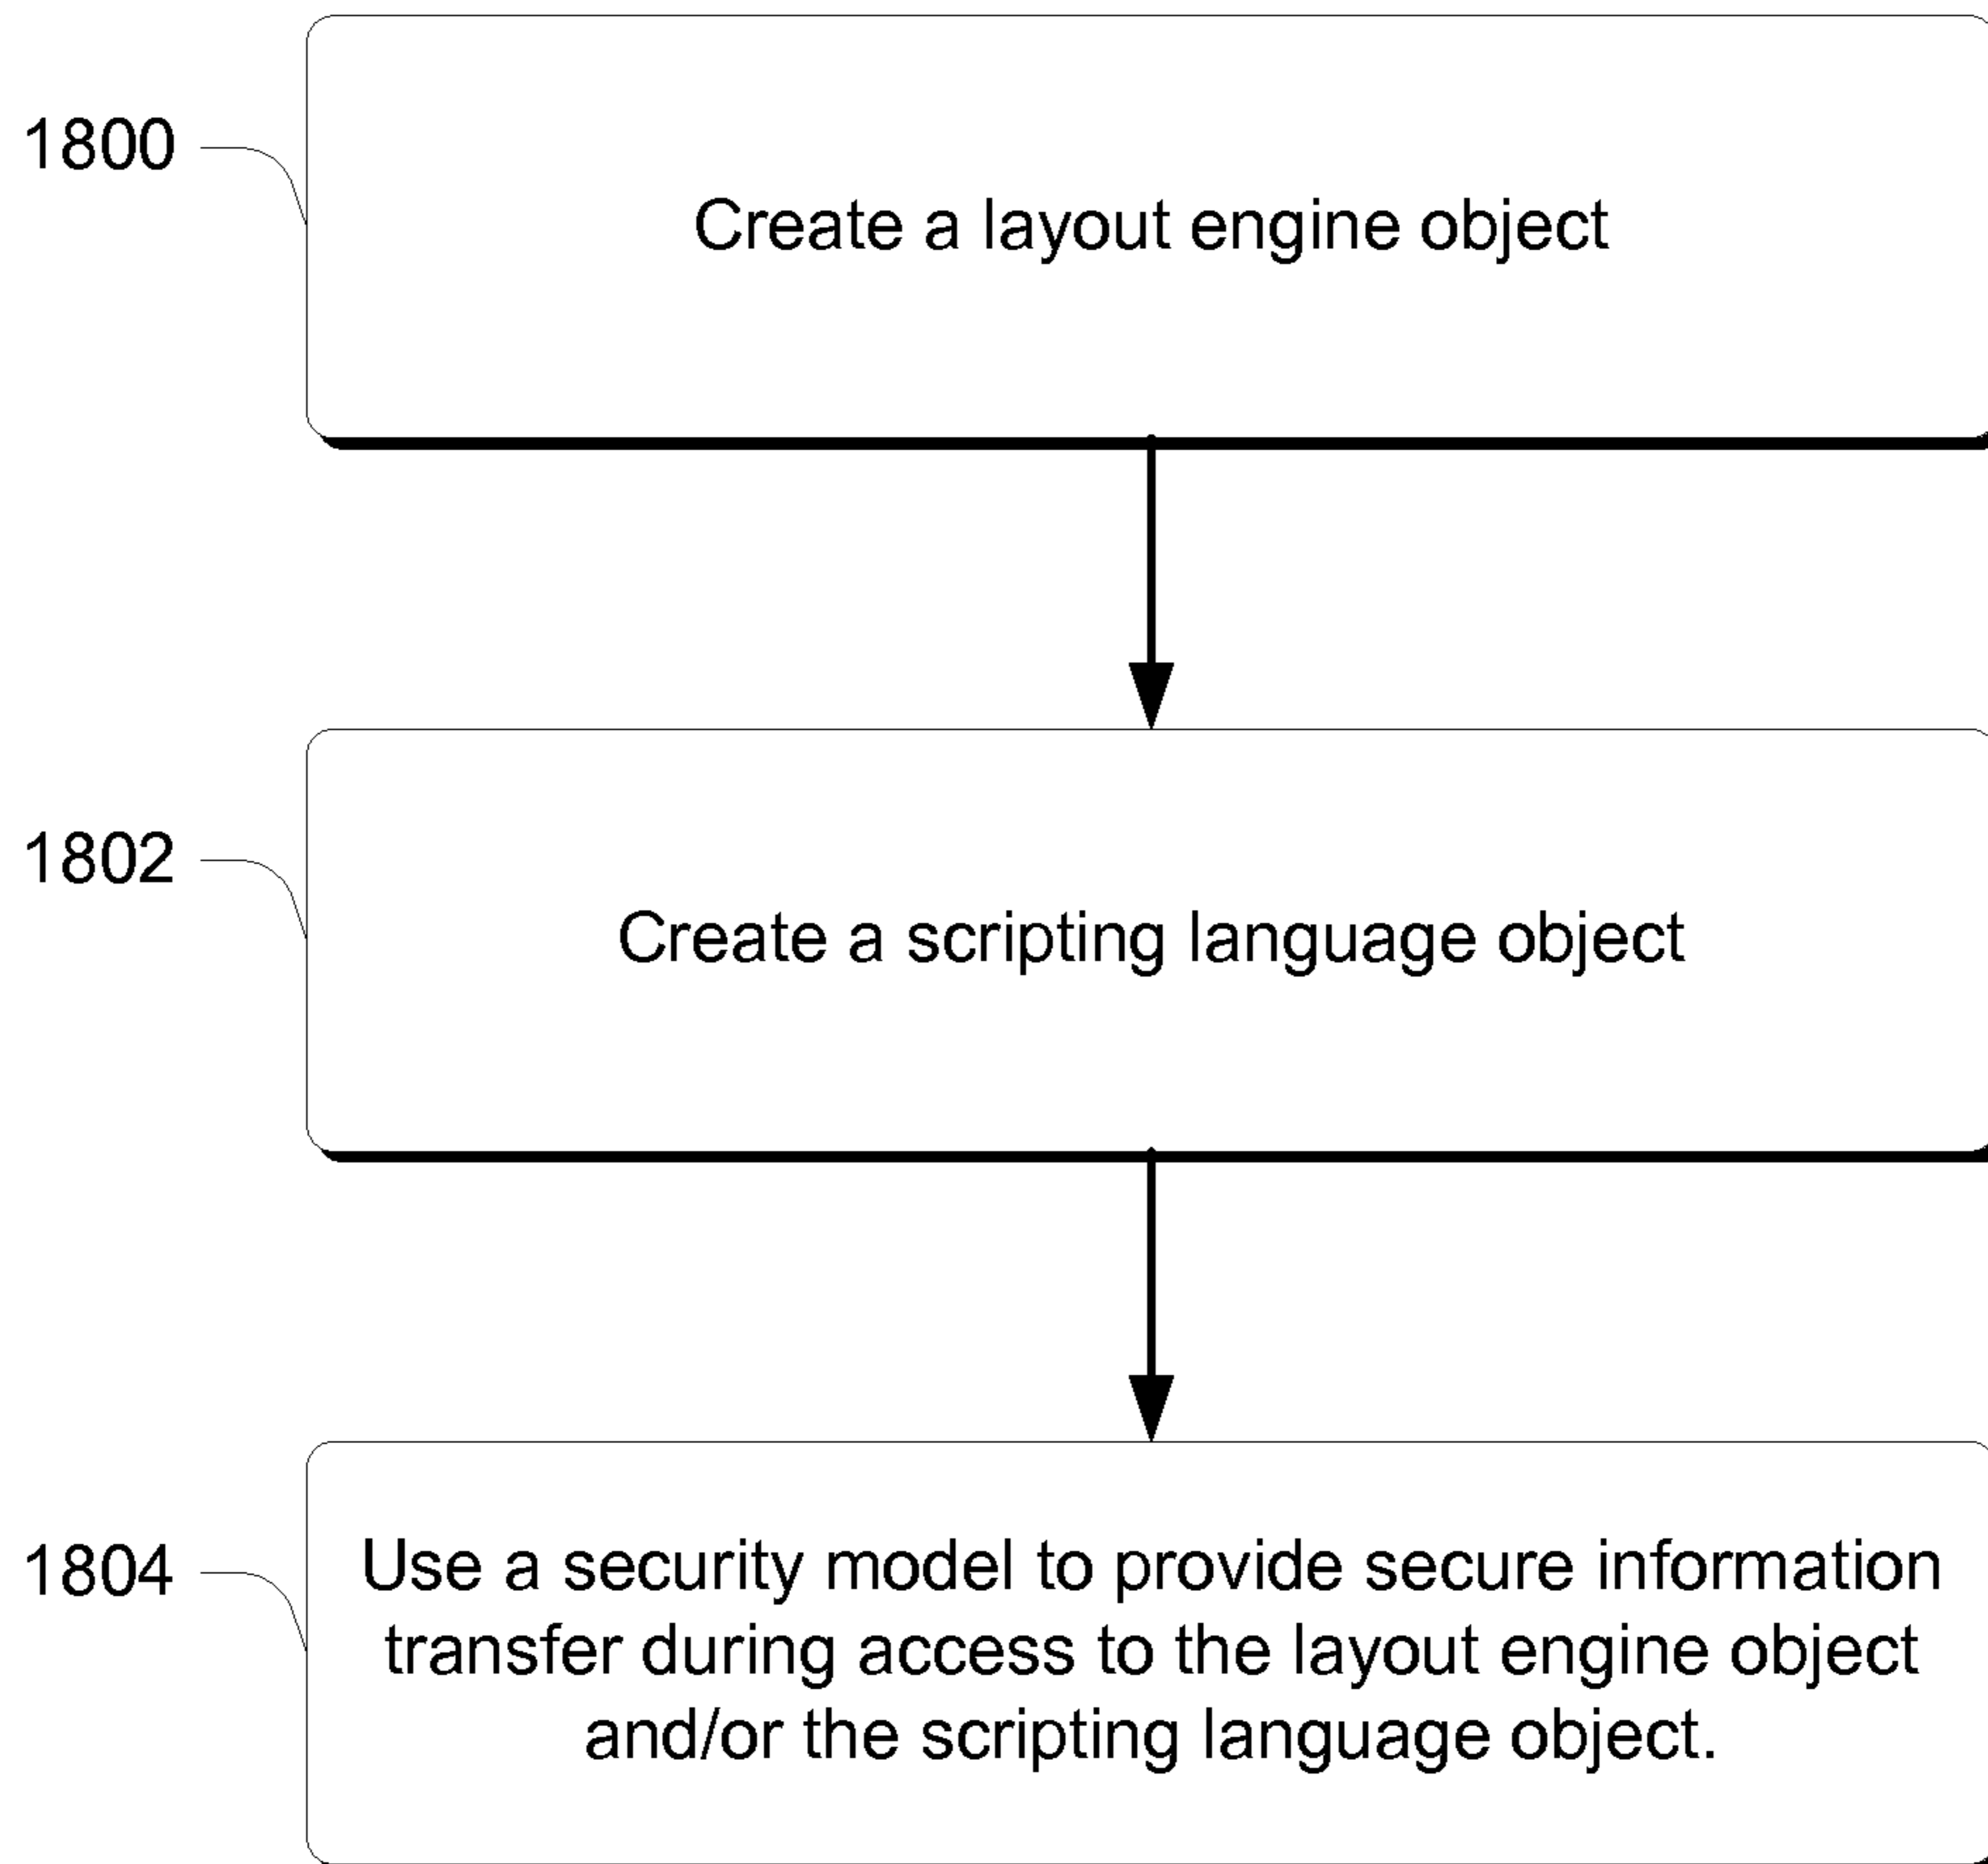 1800
Create a layout engine object
1802
Create a scripting language object
1804
Use a security model to provide secure information
transfer during access to the layout engine object
and/or the scripting language object.